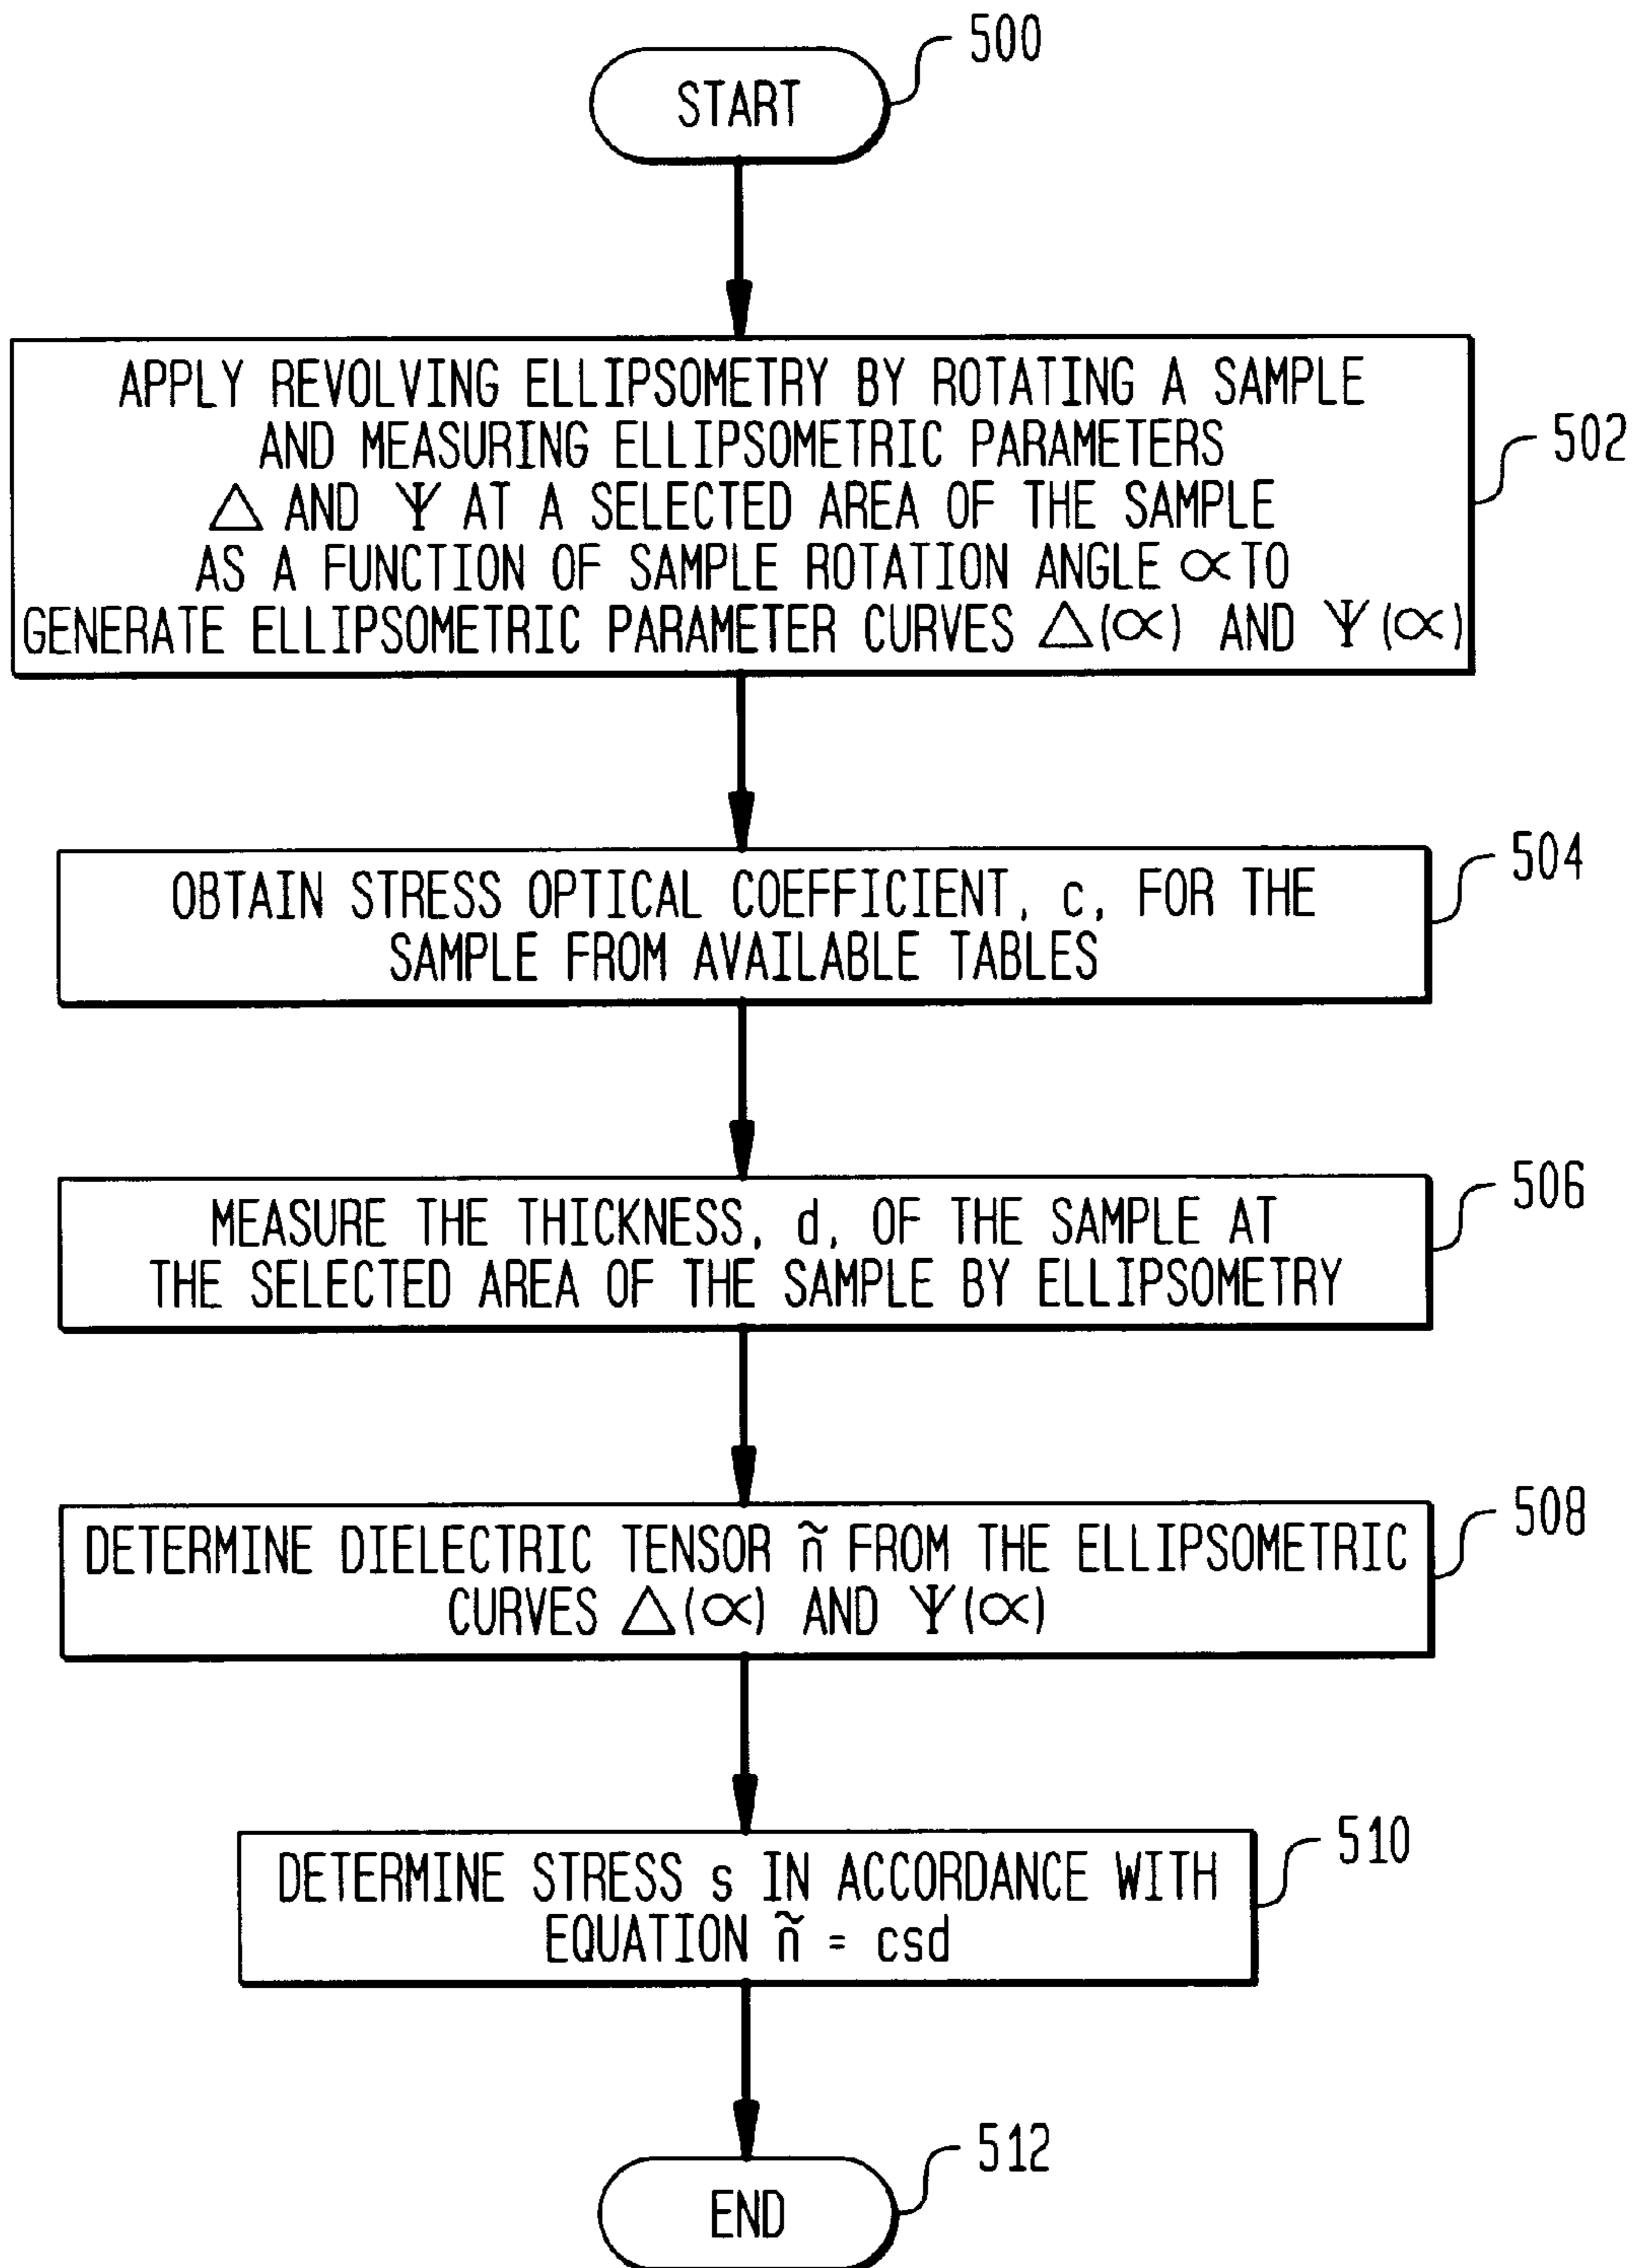 START
500
APPLY REVOLVING ELLIPSOMETRY BY ROTATING A SAMPLE
AND MEASURING ELLIPSOMETRIC PARAMETERS
△ AND Ψ AT A SELECTED AREA OF THE SAMPLE
AS A FUNCTION OF SAMPLE ROTATION ANGLE ∝ TO
GENERATE ELLIPSOMETRIC PARAMETER CURVES △(∝) AND Ψ(∝)
502
OBTAIN STRESS OPTICAL COEFFICIENT, c, FOR THE
SAMPLE FROM AVAILABLE TABLES
504
MEASURE THE THICKNESS, d, OF THE SAMPLE AT
THE SELECTED AREA OF THE SAMPLE BY ELLIPSOMETRY
506
DETERMINE DIELECTRIC TENSOR ñ FROM THE ELLIPSOMETRIC
CURVES △(∝) AND Ψ(∝)
508
DETERMINE STRESS s IN ACCORDANCE WITH
EQUATION ñ = csd
510
END
512